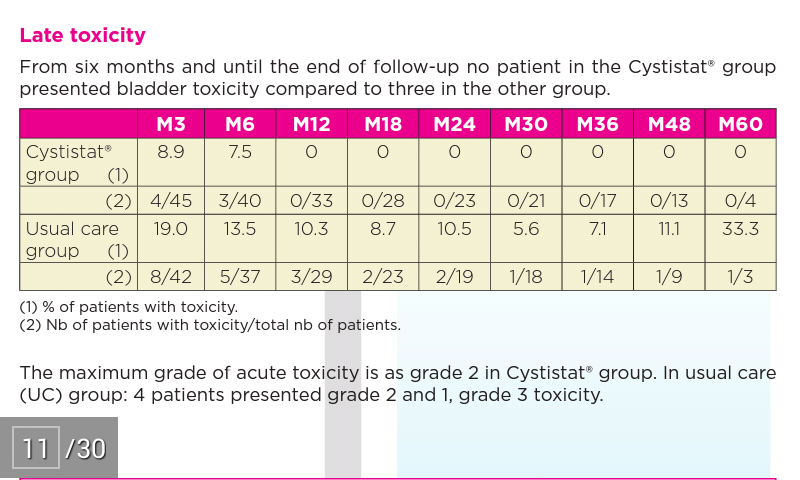 Late toxicity
From six months and until the end of follow-up no patient in the Cystistat® group
presented bladder toxicity compared to three in the other group.
M3 M6 M12 M18 M24 M30 M36 M48 M60
Cystistat® 8.9 7.5 0 0 0 0 0 0 0
group (1)
(2) 4/45 3/40 0/33 0/28 0/23 0/21 0/17 0/13 0/4
Usual care 19.0 13.5 10.3 8.7 10.5 5.6 7.1 11.1 33.3
group (1)
(2) 8/42 5/37 3/29 2/23 2/19 1/18 1/14 1/9 1/3
(1) % of patients with toxicity.
(2) Nb of patients with toxicity/total nb of patients.
The maximum grade of acute toxicity is as grade 2 in Cystistat® group. In usual care
(UC) group: 4 patients presented grade 2 and 1, grade 3 toxicity.
11 /30